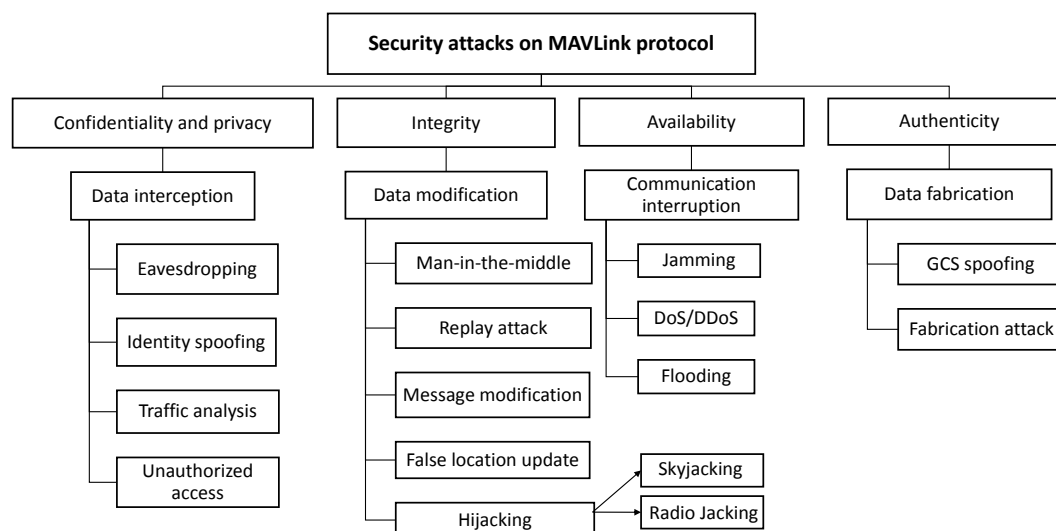 Security attacks on MAVLink protocol
Confidentiality and privacy
Integrity
Availability
Authenticity
Data interception
Data modification
Communication
interruption
Data fabrication
Eavesdropping
Identity spoofing
Traffic analysis
Unauthorized
access
Man-in-the-middle
Replay attack
Message modification
False location update
Hijacking
Skyjacking
Radio Jacking
Jamming
DoS/DDoS
Flooding
GCS spoofing
Fabrication attack